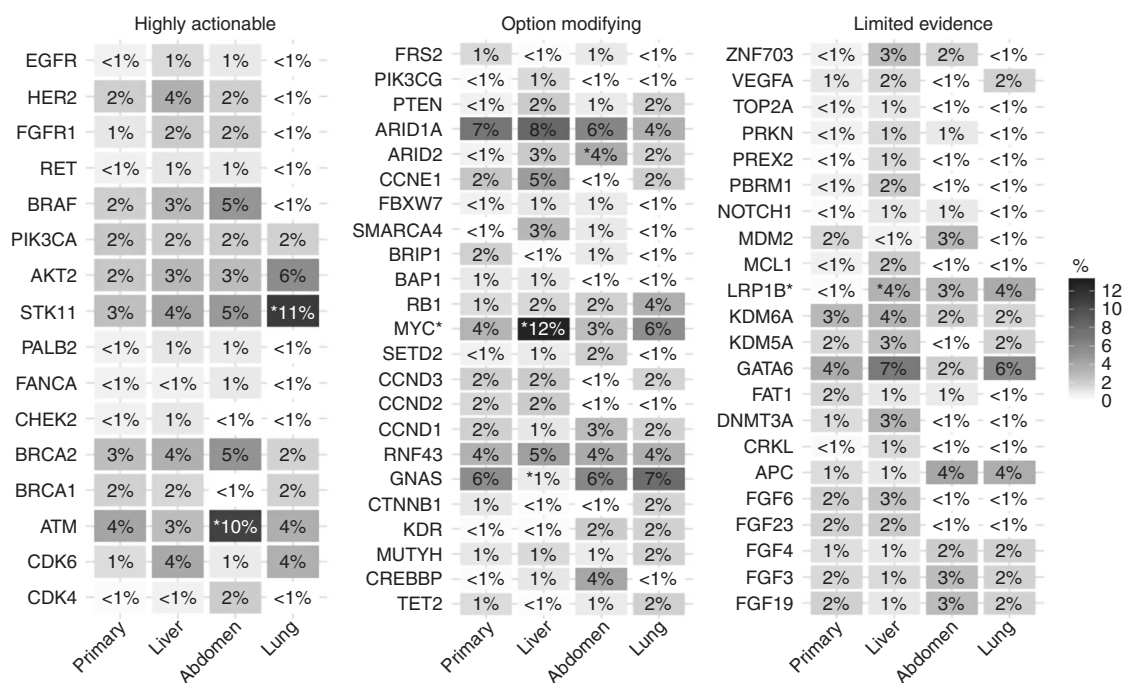 Highly actionable
EGFR <1% 1% 1% <1%
HER2 2% 4% 2% <1%
FGFR1 1% 2% 2% <1%
RET <1% 1% 1% <1%
BRAF 2% 3% 5% <1%
PIK3CA 2% 2% 2% 2%
AKT2 2% 3% 3% 6%
STK11 3% 4% 5% *11%
PALB2 <1% 1% 1% <1%
FANCA <1% <1% 1% <1%
CHEK2 <1% 1% <1% <1%
BRCA2 3% 4% 5% 2%
BRCA1 2% 2% <1% 2%
ATM 4% 3% *10% 4%
CDK6 1% 4% 1% 4%
CDK4 <1% <1% 2% <1%
Primary Liver Abdomen Lung
Option modifying
FRS2 1% <1% 1% <1%
PIK3CG <1% 1% <1% <1%
PTEN <1% 2% 1% 2%
ARID1A 7% 8% 6% 4%
ARID2 <1% 3% *4% 2%
CCNE1 2% 5% <1% 2%
FBXW7 <1% 1% 1% <1%
SMARCA4 <1% 3% 1% <1%
BRIP1 2% <1% 1% <1%
BAP1 1% 1% <1% <1%
RB1 1% 2% 2% 4%
MYC* 4% *12% 3% 6%
SETD2 <1% 1% 2% <1%
CCND3 2% 2% <1% 2%
CCND2 2% 2% <1% <1%
CCND1 2% 1% 3% 2%
RNF43 4% 5% 4% 4%
GNAS 6% *1% 6% 7%
CTNNB1 1% <1% <1% 2%
KDR <1% <1% 2% 2%
MUTYH 1% 1% 1% 2%
CREBBP <1% 1% 4% <1%
TET2 1% <1% 1% 2%
Primary Liver Abdomen Lung
Limited evidence
ZNF703 <1% 3% 2% <1%
VEGFA 1% 2% <1% 2%
TOP2A <1% 1% <1% <1%
PRKN <1% 1% 1% <1%
PREX2 <1% 1% <1% <1%
PBRM1 <1% 2% <1% <1%
NOTCH1 <1% 1% 1% <1%
MDM2 2% <1% 3% <1%
MCL1 <1% 2% <1% <1%
LRP1B* <1% *4% 3% 4%
KDM6A 3% 4% 2% 2%
KDM5A 2% 3% <1% 2%
GATA6 4% 7% 2% 6%
FAT1 2% 1% 1% <1%
DNMT3A 1% 3% <1% <1%
CRKL <1% 1% <1% <1%
APC 1% 1% 4% 4%
FGF6 2% 3% <1% <1%
FGF23 2% 2% <1% <1%
FGF4 1% 1% 2% 2%
FGF3 2% 1% 3% 2%
FGF19 2% 1% 3% 2%
Primary Liver Abdomen Lung
%
12
10
8
6
4
2
0